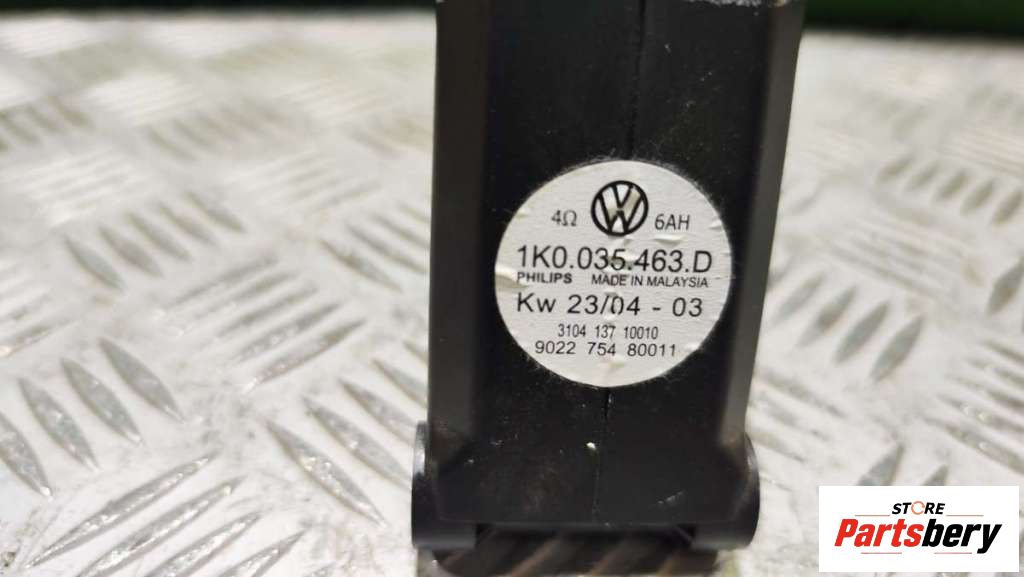 4Ω VW 6AH
1K0.035.463.D
PHILIPS MADE IN MALAYSIA
Kw 23/04 - 03
3104 137 10010
9022 754 80011
STORE
Partsbery